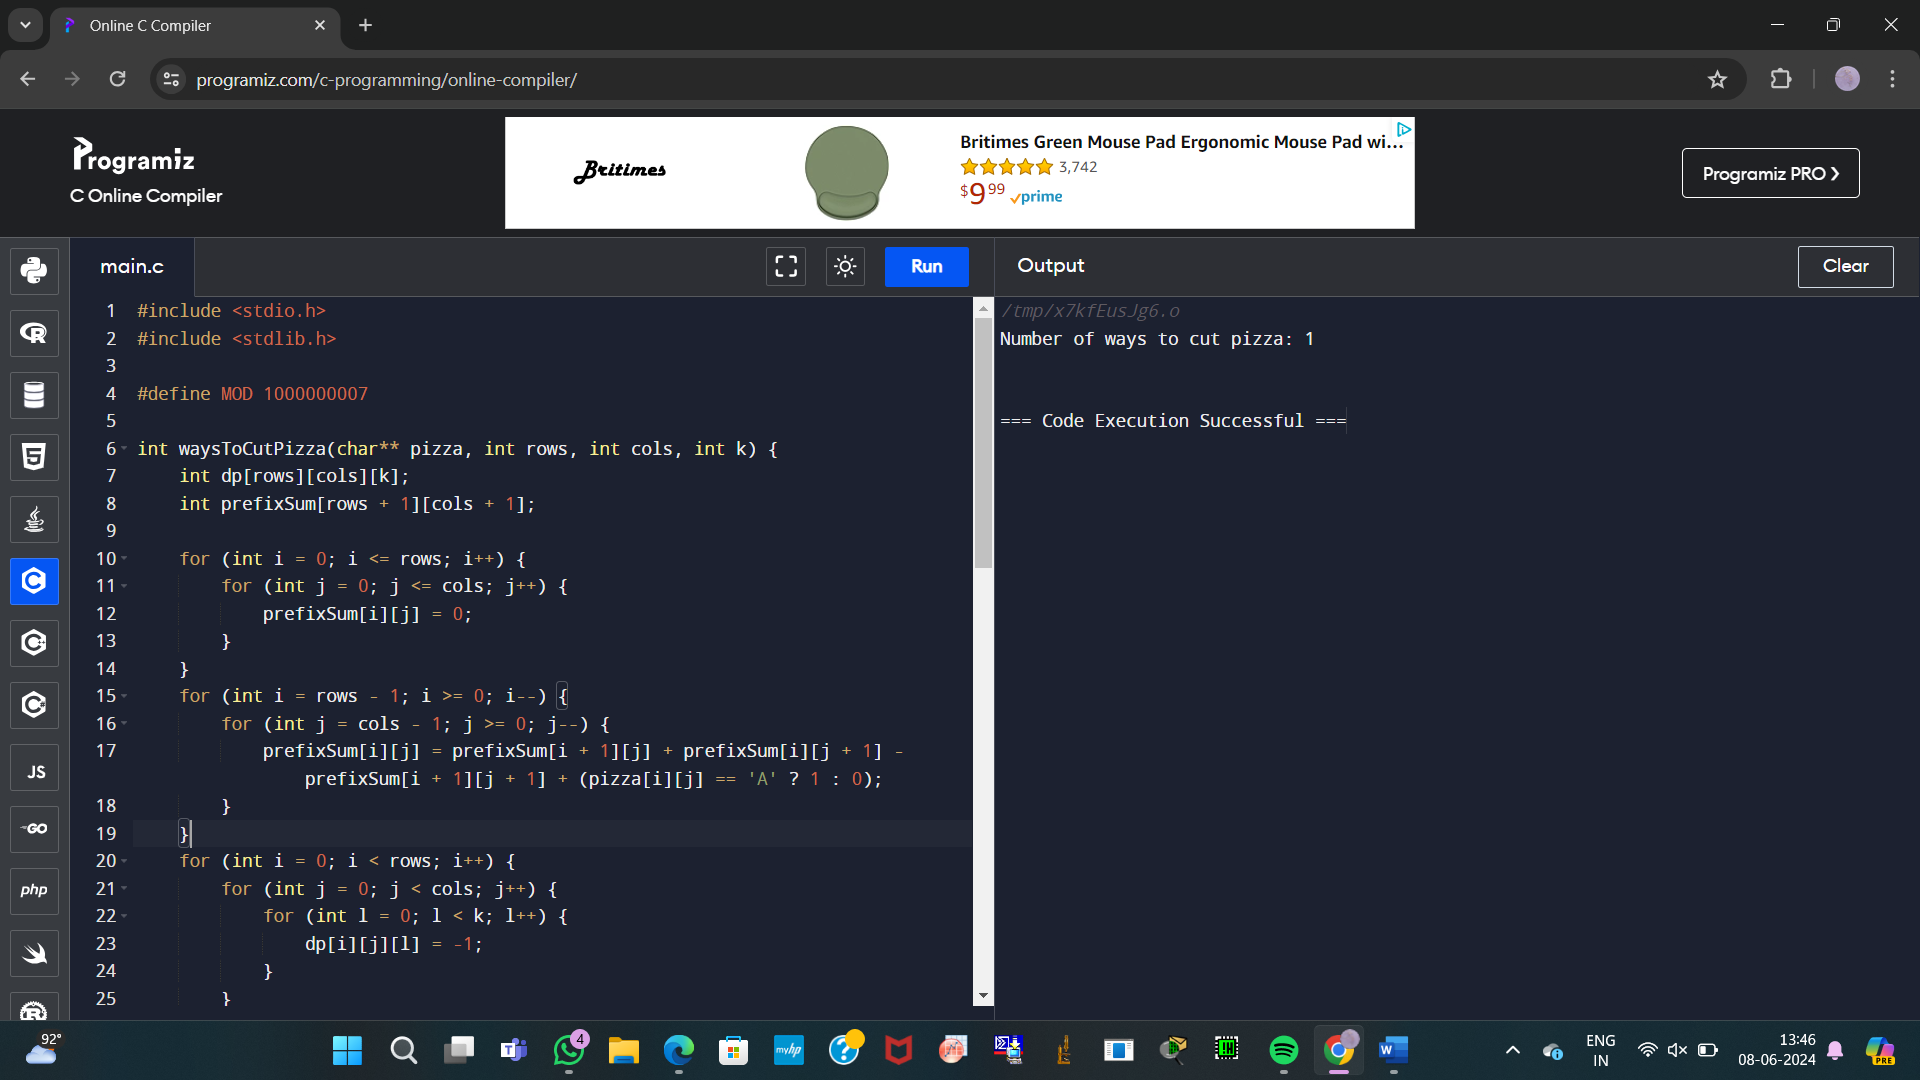 Online C Compiler
programiz.com/c-programming/online-compiler/
Programiz
C Online Compiler
Britimes
Britimes Green Mouse Pad Ergonomic Mouse Pad wi...
3,742
$9 99 prime
Programiz PRO
main.c
Run
Output
Clear
1 #include <stdio.h>
2 #include <stdlib.h>
3
4 #define MOD 1000000007
5
6 int waysToCutPizza(char** pizza, int rows, int cols, int k) {
7 int dp[rows][cols][k];
8 int prefixSum[rows + 1][cols + 1];
9
10 for (int i = 0; i <= rows; i++) {
11 for (int j = 0; j <= cols; j++) {
12 prefixSum[i][j] = 0;
13 }
14 }
15 for (int i = rows - 1; i >= 0; i--) {
16 for (int j = cols - 1; j >= 0; j--) {
17 prefixSum[i][j] = prefixSum[i + 1][j] + prefixSum[i][j + 1] -
prefixSum[i + 1][j + 1] + (pizza[i][j] == 'A' ? 1 : 0);
18 }
19 }
20 for (int i = 0; i < rows; i++) {
21 for (int j = 0; j < cols; j++) {
22 for (int l = 0; l < k; l++) {
23 dp[i][j][l] = -1;
24 }
25 }
/tmp/x7kfEusJg6.o
Number of ways to cut pizza: 1
=== Code Execution Successful ===
JS
GO
php
92°
4
myhp
ENG
IN
13:46
08-06-2024
PRE